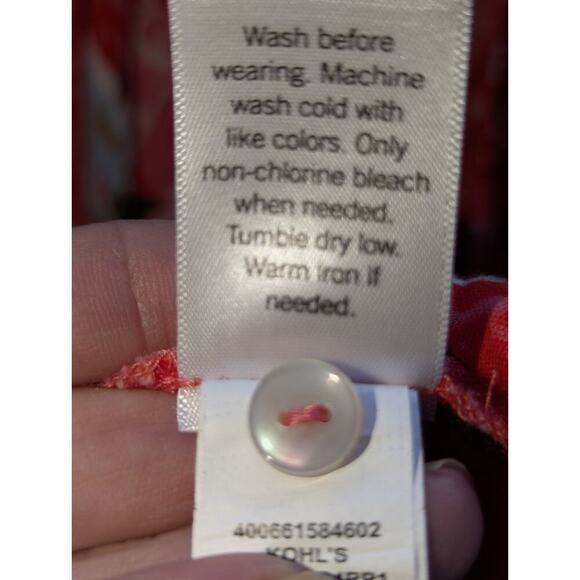 Wash before
wearing. Machine
wash cold with
like colors. Only
non-chlorine bleach
when needed.
Tumble dry low.
Warm iron if
needed.
400661584602
KOHL'S